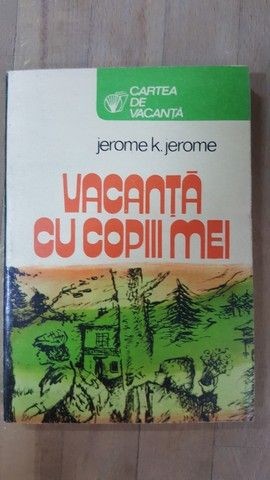 CARTEA
DE
VACANȚĂ
jerome k. jerome
VACANȚĂ
CU COPIII MEI